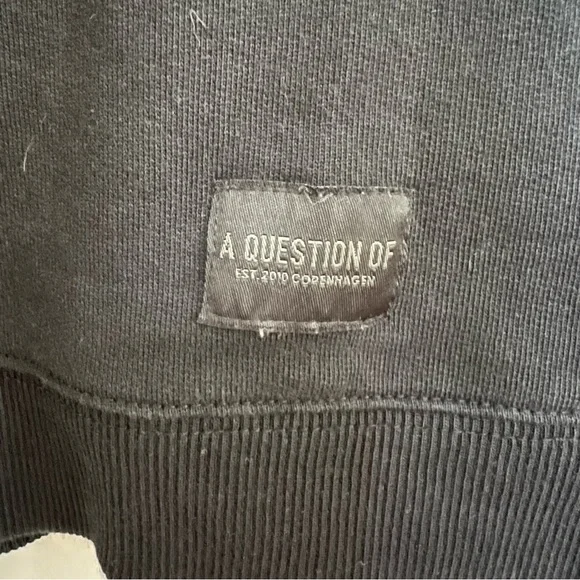 A QUESTION OF
EST. 2010 COPENHAGEN